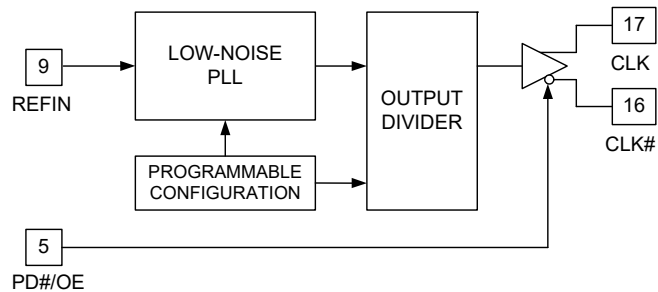 9
REFIN
LOW-NOISE
PLL
PROGRAMMABLE
CONFIGURATION
OUTPUT
DIVIDER
17
CLK
16
CLK#
5
PD#/OE